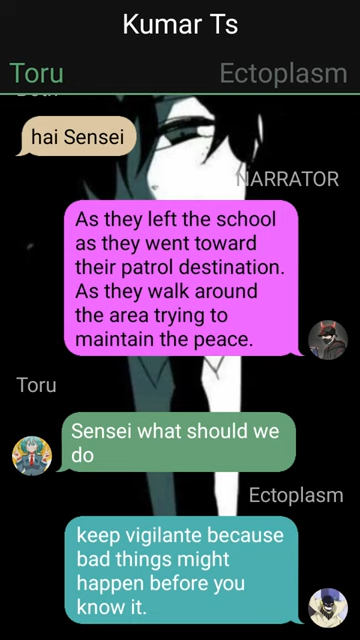 Kumar Ts
Toru Ectoplasm
hai Sensei
NARRATOR
As they left the school
as they went toward
their patrol destination.
As they walk around
the area trying to
maintain the peace.
Toru
Sensei what should we
do
Ectoplasm
keep vigilante because
bad things might
happen before you
know it.